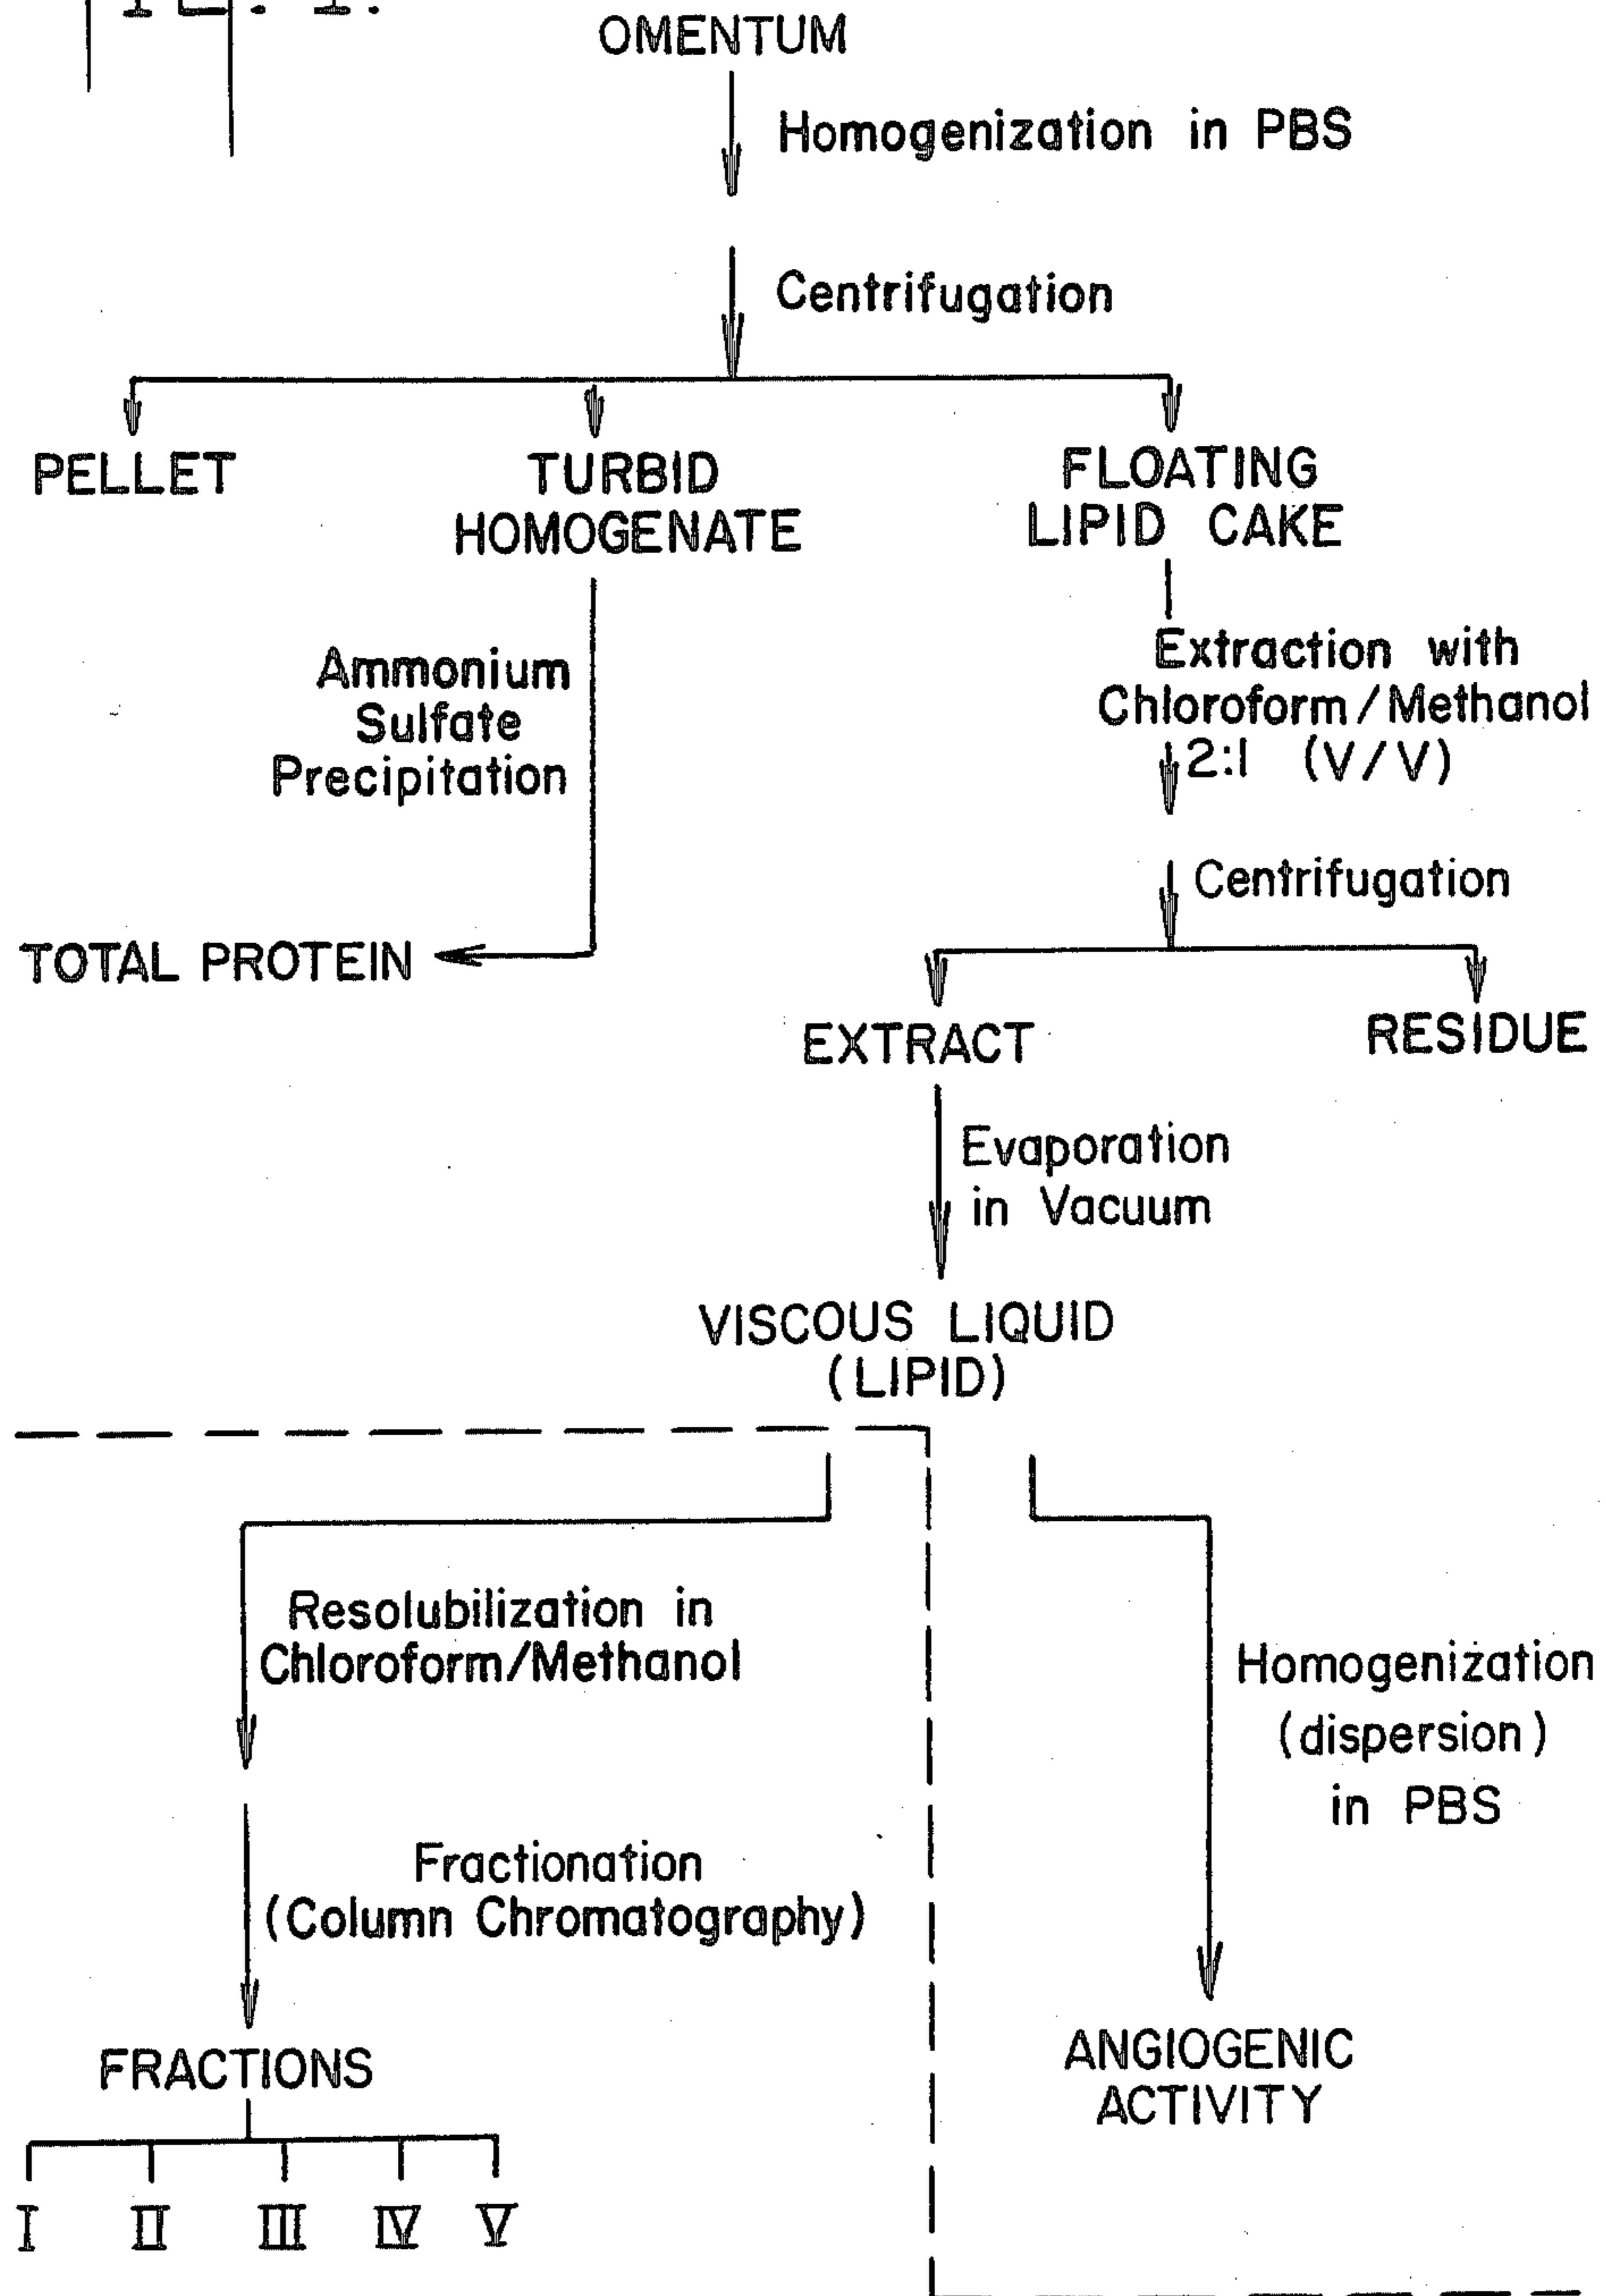 OMENTUM
Homogenization in PBS
Centrifugation
PELLET
TURBID
HOMOGENATE
FLOATING
LIPID CAKE
Ammonium
Sulfate
Precipitation
Extraction with
Chloroform/Methanol
2:1 (V/V)
Centrifugation
TOTAL PROTEIN
EXTRACT
RESIDUE
Evaporation
in Vacuum
VISCOUS LIQUID
(LIPID)
Resolubilization in
Chloroform/Methanol
Homogenization
(dispersion)
in PBS
Fractionation
(Column Chromatography)
FRACTIONS
ANGIOGENIC
ACTIVITY
I II III IV V